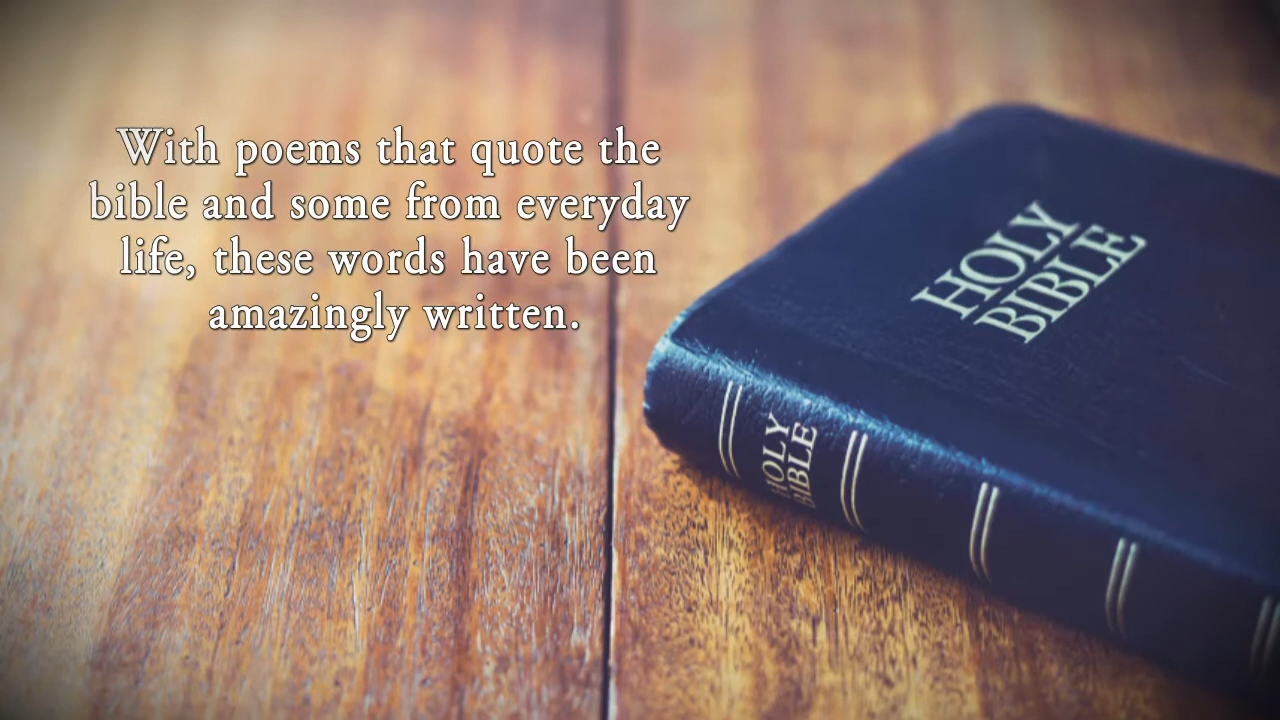 With poems that quote the
bible and some from everyday
life, these words have been
amazingly written.
HOLY
BIBLE
HOLY
BIBLE